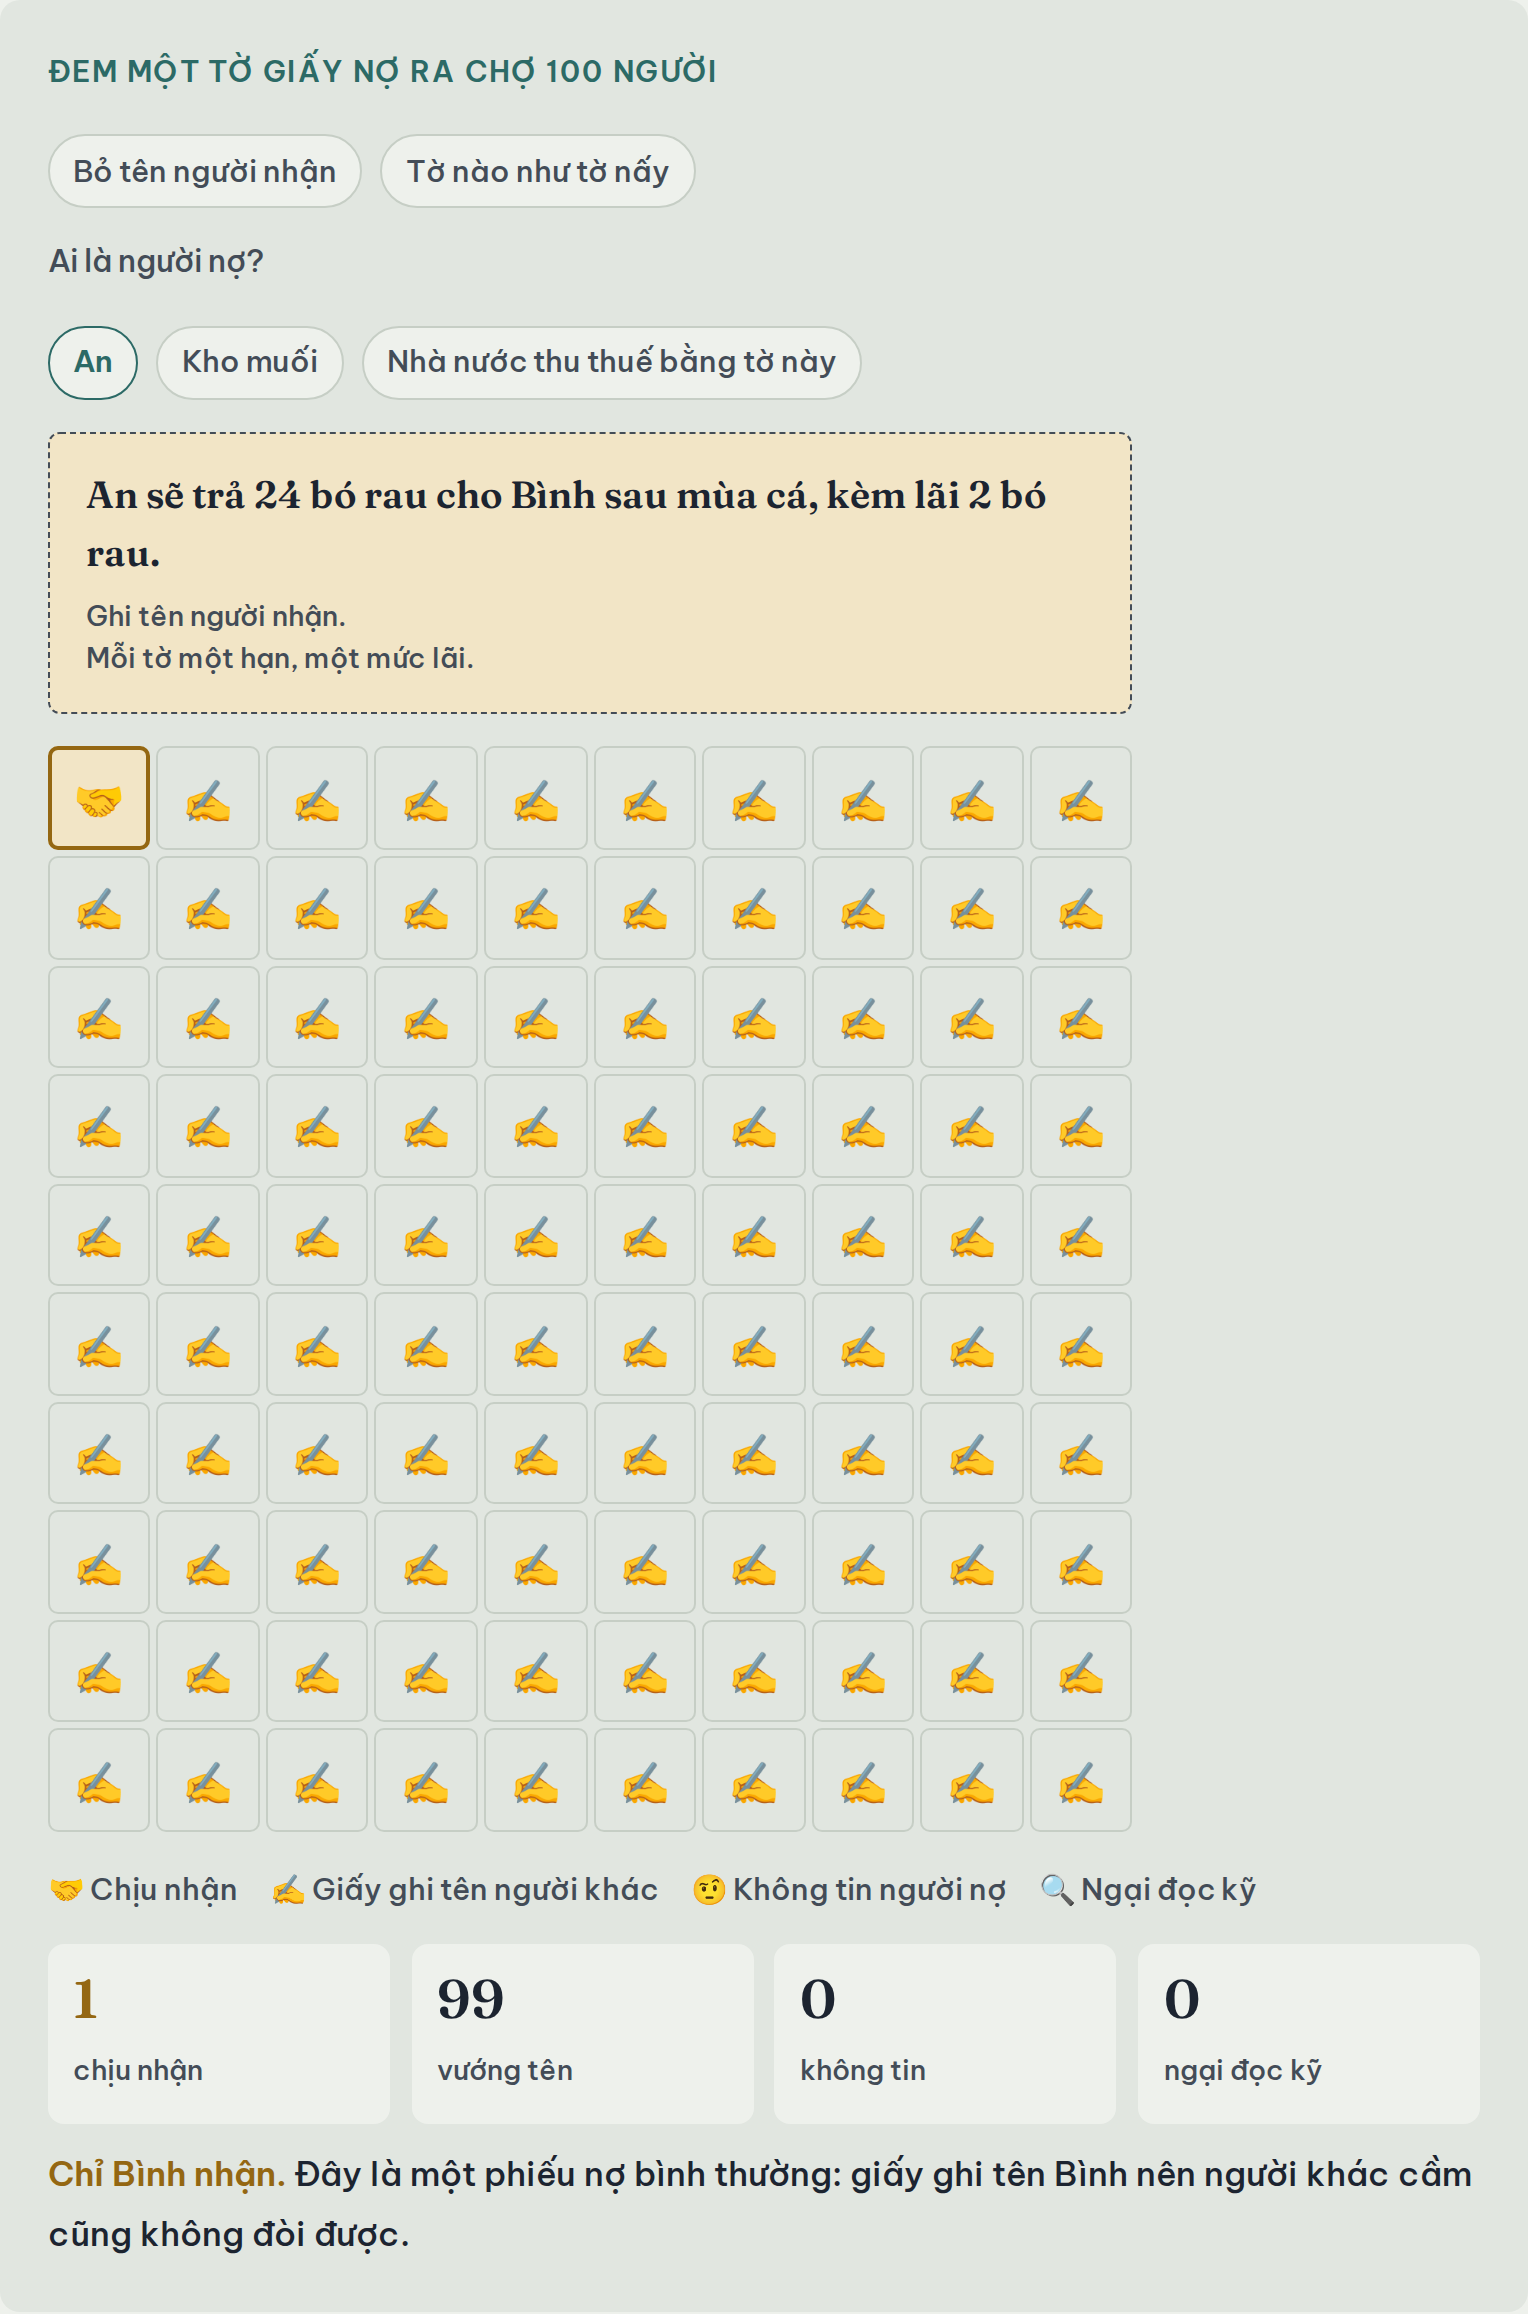 ĐEM MỘT TỜ GIẤY NỢ RA CHỢ 100 NGƯỜI
Bỏ tên người nhận
Tờ nào như tờ nấy
Ai là người nợ?
An
Kho muối
Nhà nước thu thuế bằng tờ này
An sẽ trả 24 bó rau cho Bình sau mùa cá, kèm lãi 2 bó
rau.
Ghi tên người nhận.
Mỗi tờ một hạn, một mức lãi.
🤝 Chịu nhận ✍️ Giấy ghi tên người khác 🤨 Không tin người nợ 🔍 Ngại đọc kỹ
1
chịu nhận
99
vướng tên
0
không tin
0
ngại đọc kỹ
Chỉ Bình nhận. Đây là một phiếu nợ bình thường: giấy ghi tên Bình nên người khác cầm
cũng không đòi được.